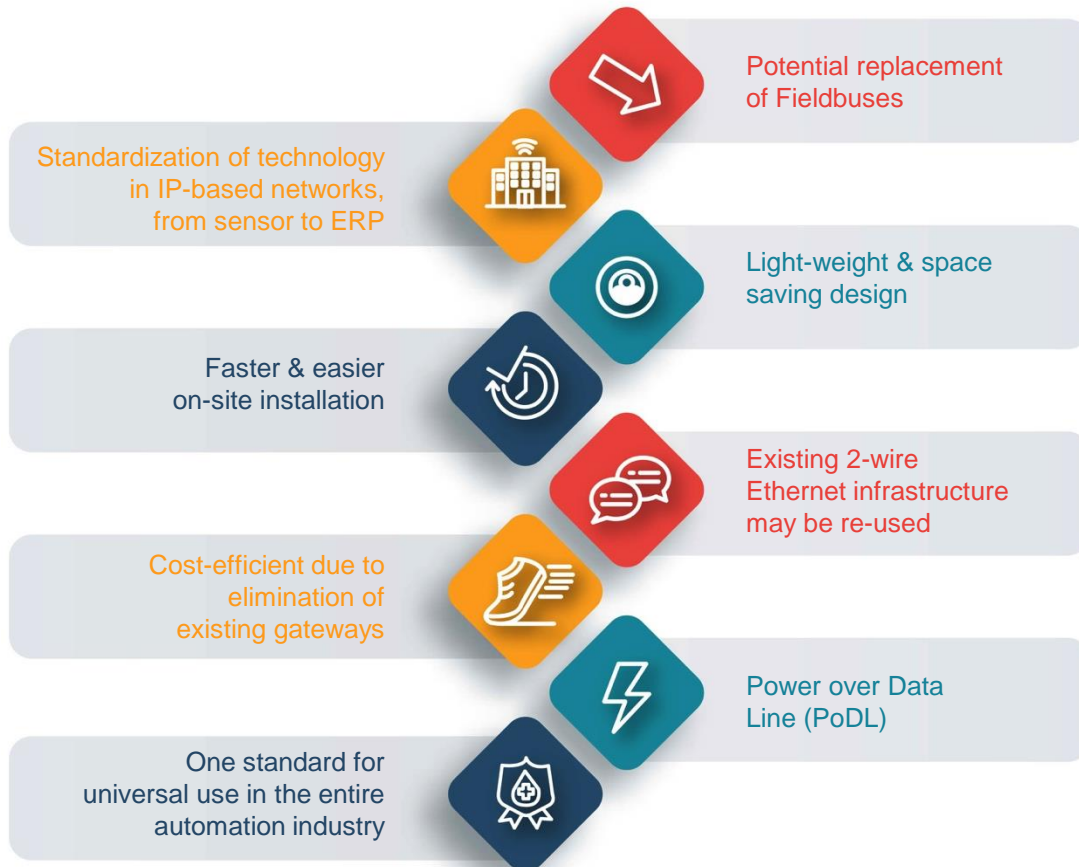 Potential replacement
of Fieldbuses
Standardization of technology
in IP-based networks,
from sensor to ERP
Light-weight & space
saving design
Faster & easier
on-site installation
Existing 2-wire
Ethernet infrastructure
may be re-used
Cost-efficient due to
elimination of
existing gateways
Power over Data
Line (PoDL)
One standard for
universal use in the entire
automation industry